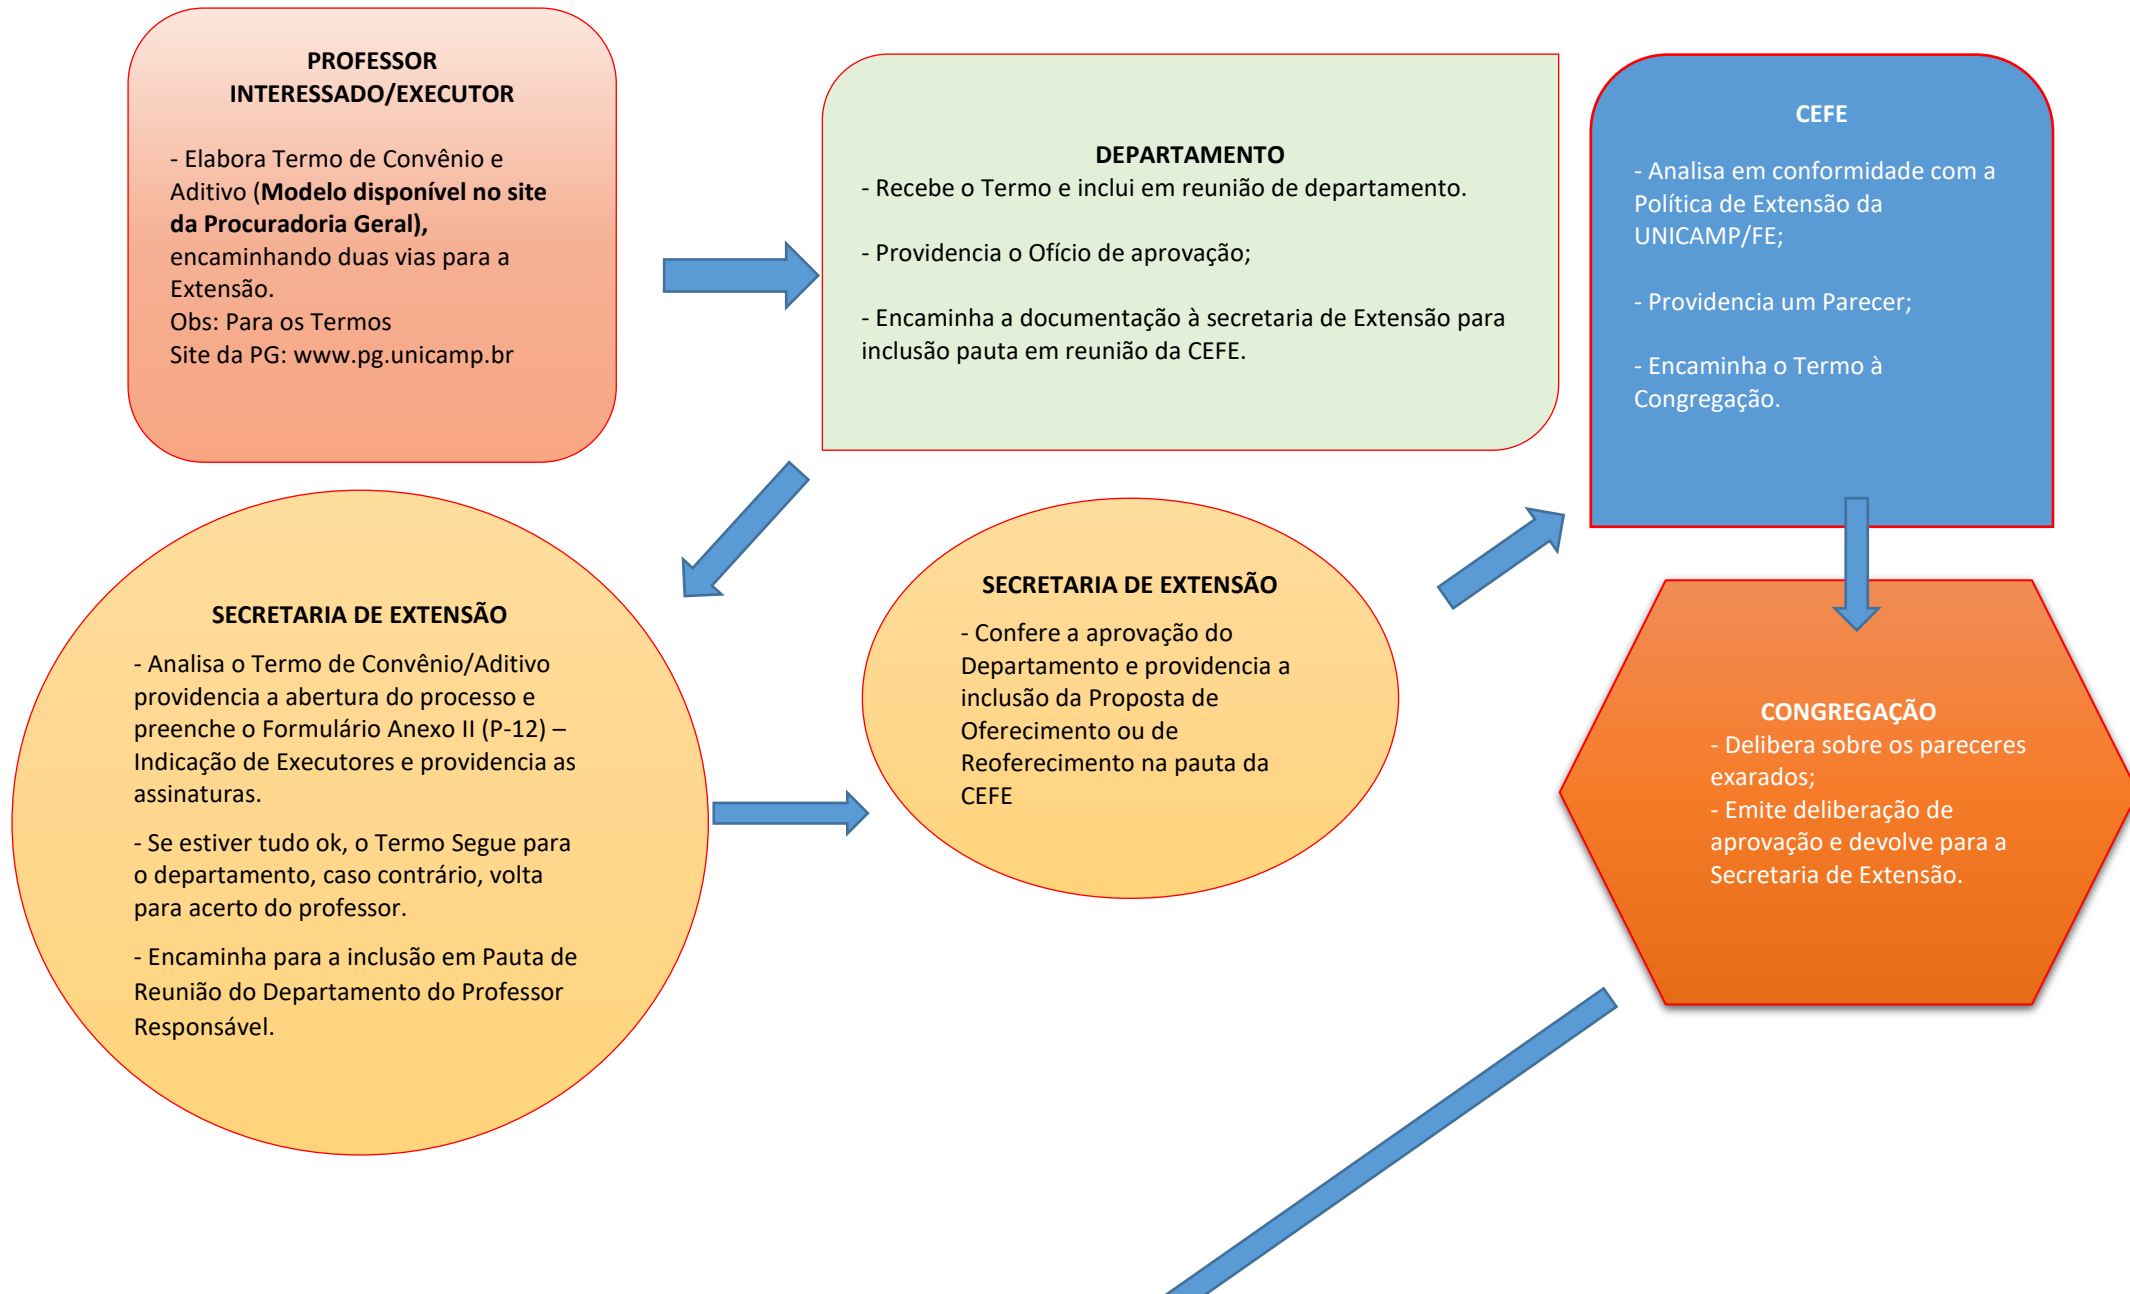 PROFESSOR
INTERESSADO/EXECUTOR
- Elabora Termo de Convênio e
Aditivo (Modelo disponível no site
da Procuradoria Geral),
encaminhando duas vias para a
Extensão.
Obs: Para os Termos
Site da PG: www.pg.unicamp.br
DEPARTAMENTO
- Recebe o Termo e inclui em reunião de departamento.
- Providencia o Ofício de aprovação;
- Encaminha a documentação à secretaria de Extensão para
inclusão pauta em reunião da CEFE.
CEFE
- Analisa em conformidade com a
Política de Extensão da
UNICAMP/FE;
- Providencia um Parecer;
- Encaminha o Termo à
Congregação.
SECRETARIA DE EXTENSÃO
- Analisa o Termo de Convênio/Aditivo
providencia a abertura do processo e
preenche o Formulário Anexo II (P-12) –
Indicação de Executores e providencia as
assinaturas.
- Se estiver tudo ok, o Termo Segue para
o departamento, caso contrário, volta
para acerto do professor.
- Encaminha para a inclusão em Pauta de
Reunião do Departamento do Professor
Responsável.
SECRETARIA DE EXTENSÃO
- Confere a aprovação do
Departamento e providencia a
inclusão da Proposta de
Oferecimento ou de
Reoferecimento na pauta da
CEFE
CONGREGAÇÃO
- Delibera sobre os pareceres
exarados;
- Emite deliberação de
aprovação e devolve para a
Secretaria de Extensão.